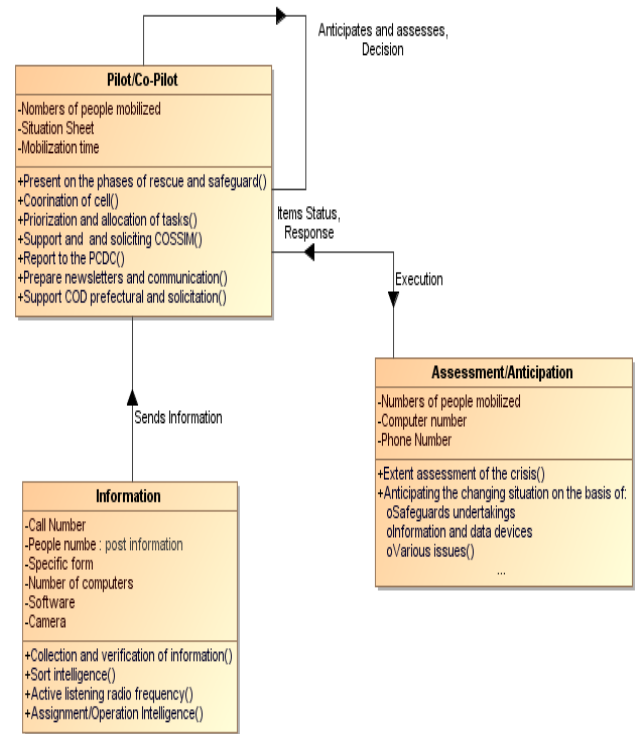 Anticipates and assesses,
Decision
Pilot/Co-Pilot
-Nombers of people mobilized
-Situation Sheet
-Mobilization time
+Present on the phases of rescue and safeguard()
+Coorination of cell()
+Priorization and allocation of tasks()
+Support and and soliciting COSSIM()
+Report to the PCDC()
+Prepare newsletters and communication()
+Support COD prefectural and solicitation()
Items Status,
Response
Execution
Assessment/Anticipation
-Numbers of people mobilized
-Computer number
-Phone Number
+Extent assessment of the crisis()
+Anticipating the changing situation on the basis of:
oSafeguards undertakings
oInformation and data devices
oVarious issues()
...
Sends Information
Information
-Call Number
-People numbe : post information
-Specific form
-Number of computers
-Software
-Camera
+Collection and verification of information()
+Sort intelligence()
+Active listening radio frequency()
+Assignment/Operation Intelligence()